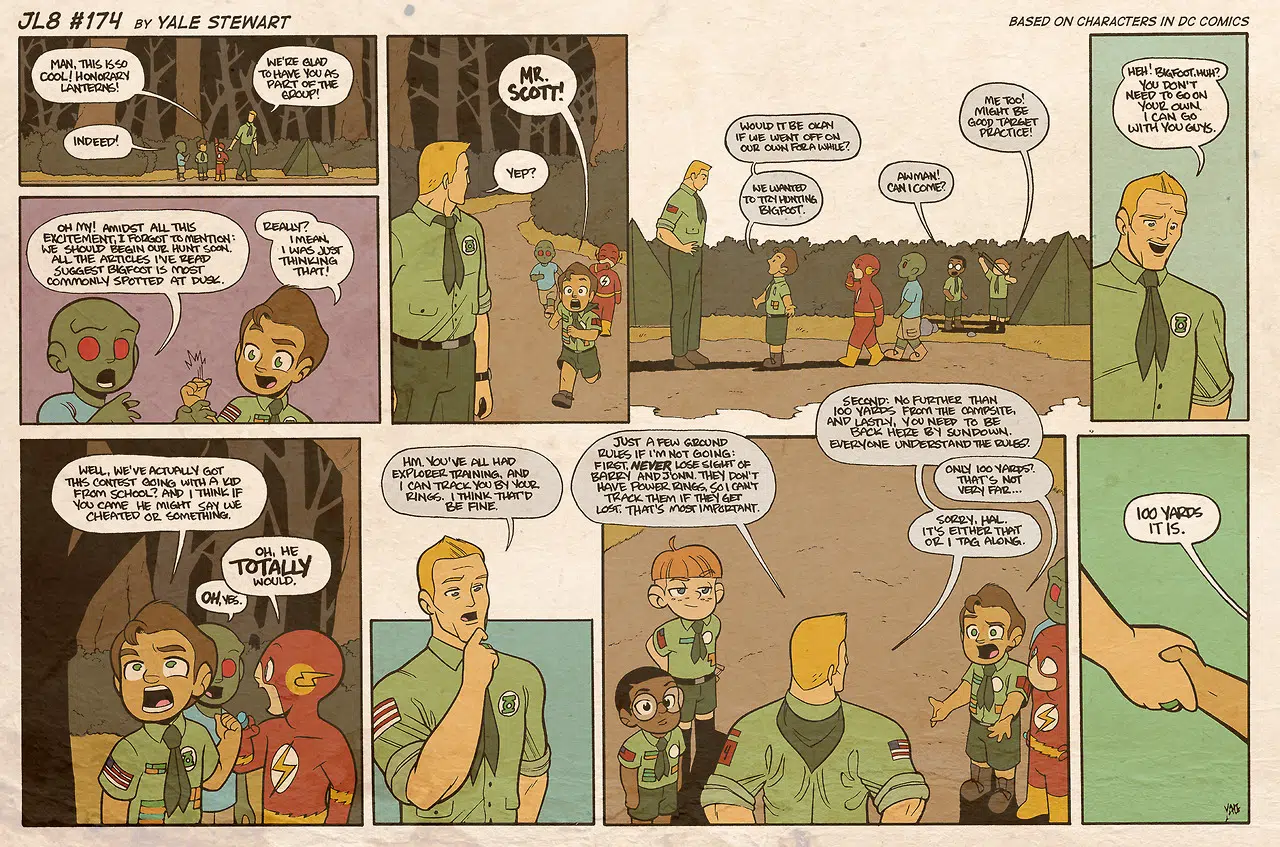 JL8 #174 BY YALE STEWART
BASED ON CHARACTERS IN DC COMICS
MAN, THIS IS SO
COOL! HONORARY
LANTERNS!
WE'RE GLAD
TO HAVE YOU AS
PART OF THE
GROUP!
INDEED!
OH MY! AMIDST ALL THIS
EXCITEMENT, I FORGOT TO MENTION:
WE SHOULD BEGIN OUR HUNT SOON.
ALL THE ARTICLES I'VE READ
SUGGEST BIGFOOT IS MOST
COMMONLY SPOTTED AT DUSK.
REALLY?
I MEAN,
I WAS JUST
THINKING
THAT!
MR.
SCOTT!
YEP?
WOULD IT BE OKAY
IF WE WENT OFF ON
OUR OWN FOR A WHILE?
WE WANTED
TO TRY HUNTING
BIGFOOT.
AW MAN!
CAN I COME?
ME TOO!
MIGHT BE
GOOD TARGET
PRACTICE!
HEH! BIGFOOT, HUH?
YOU DON'T
NEED TO GO ON
YOUR OWN.
I CAN GO
WITH YOU GUYS.
WELL, WE'VE ACTUALLY GOT
THIS CONTEST GOING WITH A KID
FROM SCHOOL? AND I THINK IF
YOU CAME HE MIGHT SAY WE
CHEATED OR SOMETHING.
OH, HE
TOTALLY
WOULD.
OH, YES.
HM. YOU'VE ALL HAD
EXPLORER TRAINING, AND
I CAN TRACK YOU BY YOUR
RINGS. I THINK THAT'D
BE FINE.
JUST A FEW GROUND
RULES IF I'M NOT GOING:
FIRST, NEVER LOSE SIGHT OF
BARRY AND J'ONN. THEY DON'T
HAVE POWER RINGS, SO I CAN'T
TRACK THEM IF THEY GET
LOST. THAT'S MOST IMPORTANT.
SECOND: NO FURTHER THAN
100 YARDS FROM THE CAMPSITE,
AND LASTLY, YOU NEED TO BE
BACK HERE BY SUNDOWN.
EVERYONE UNDERSTAND THE RULES?
ONLY 100 YARDS?
THAT'S NOT
VERY FAR...
SORRY, HAL.
IT'S EITHER THAT
OR I TAG ALONG.
4
100 YARDS
IT IS.
YALE